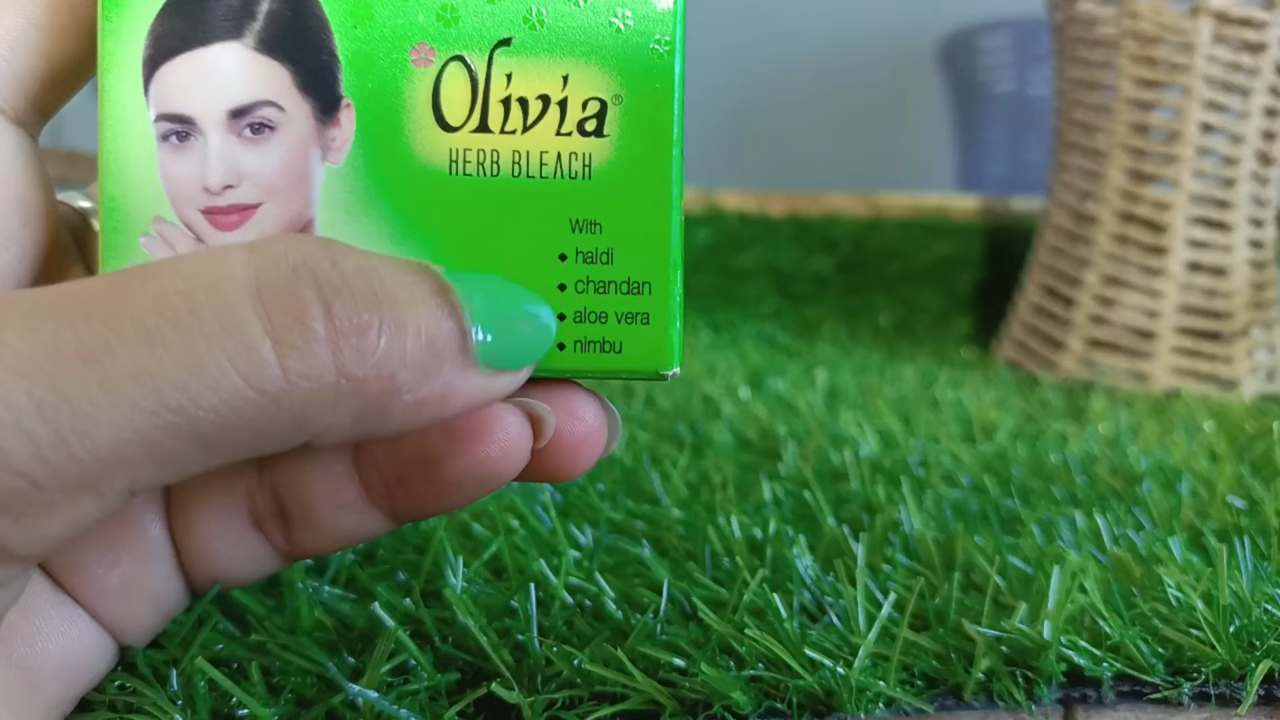 Olivia®
HERB BLEACH
With
◆ haldi
◆ chandan
◆ aloe vera
◆ nimbu